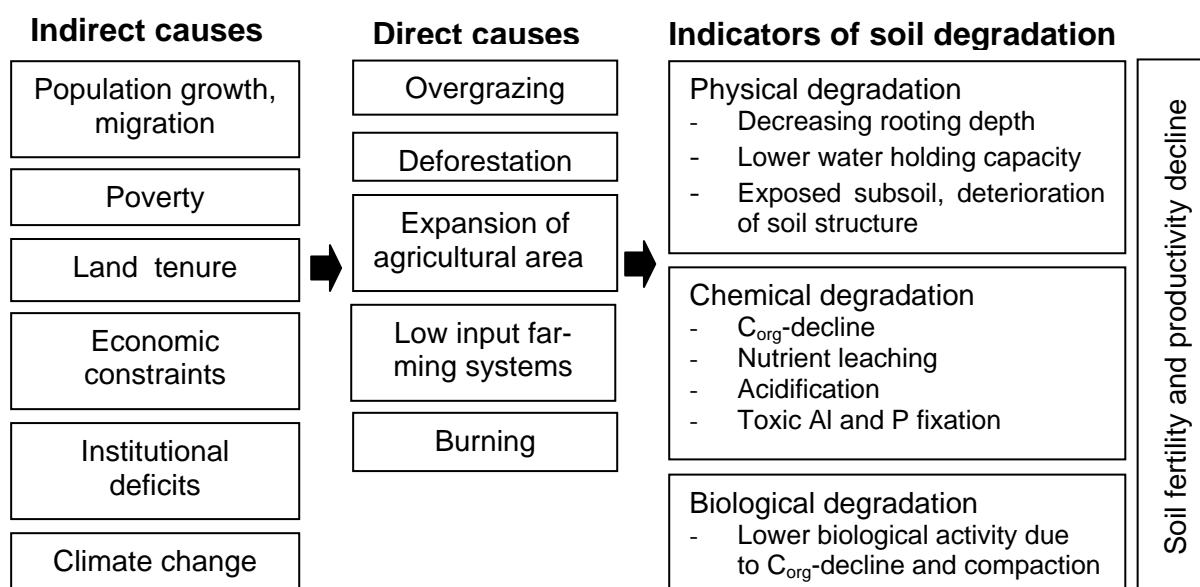 Indirect causes
Population growth,
migration
Poverty
Land tenure
Economic
constraints
Institutional
deficits
Climate change
Direct causes
Overgrazing
Deforestation
Expansion of
agricultural area
Low input far-
ming systems
Burning
Indicators of soil degradation
Physical degradation
- Decreasing rooting depth
- Lower water holding capacity
- Exposed subsoil, deterioration
of soil structure
Chemical degradation
- Corg-decline
- Nutrient leaching
- Acidification
- Toxic Al and P fixation
Biological degradation
- Lower biological activity due
to Corg-decline and compaction
Soil fertility and productivity decline